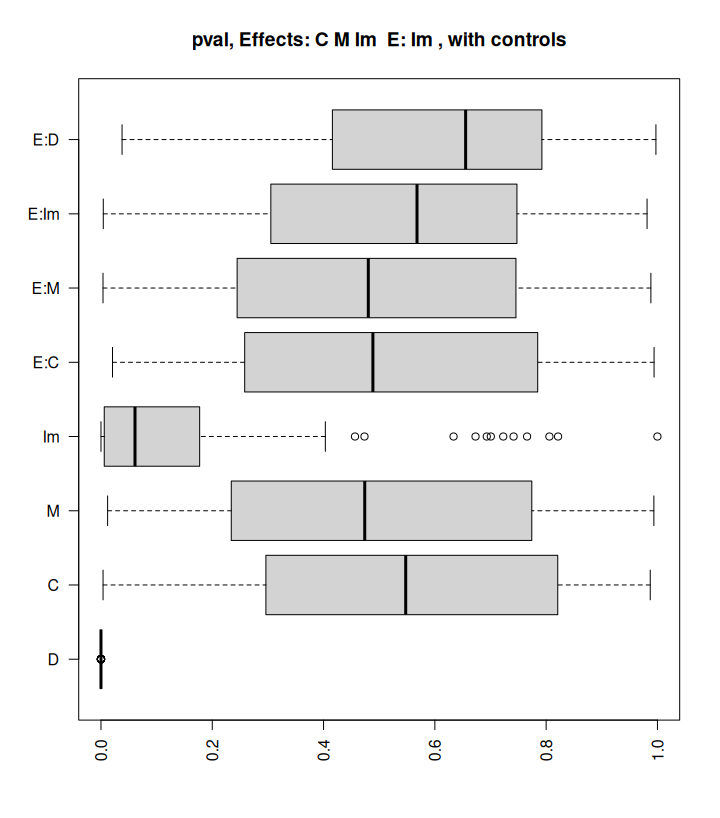 pval, Effects: C M Im  E: Im , with controls
E:D
E:Im
E:M
E:C
Im
M
C
D
0.0
0.2
0.4
0.6
0.8
1.0